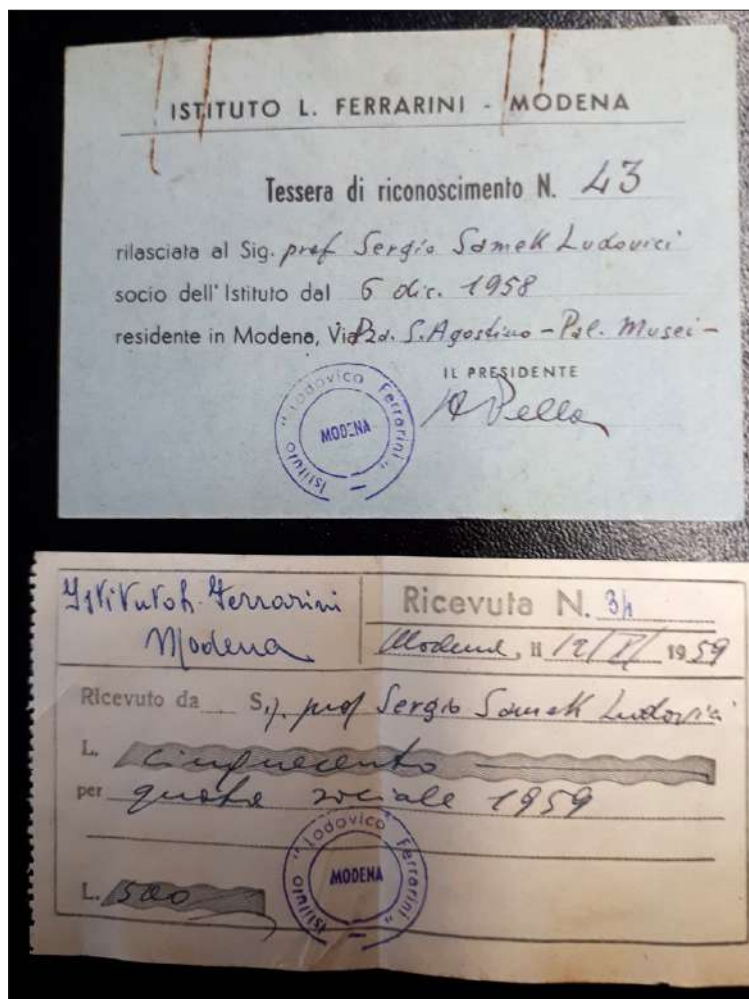 ISTITUTO L. FERRARINI - MODENA
Tessera di riconoscimento N. 43
rilasciata al Sig. prof Sergio Samek Ludovici
socio dell'Istituto dal 6 dic. 1958
residente in Modena, Via Pza. S. Agostino - Pal. Musei -
IL PRESIDENTE
Istituto "Lodovico Ferrarini"
MODENA
Istituto L. Ferrarini
Modena
Ricevuta N. 34
Modena, li 12/X/ 1959
Ricevuto da Sig. prof Sergio Samek Ludovici
L. cinquecento
per quota sociale 1959
L. 500
Istituto "Lodovico Ferrarini"
MODENA